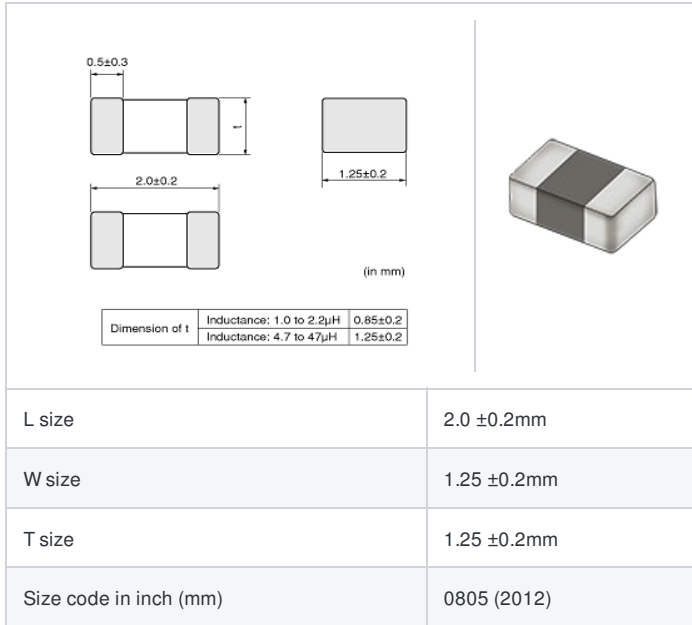 0.5±0.3
t
2.0±0.2
1.25±0.2
(in mm)
Dimension of t
Inductance: 1.0 to 2.2μH 0.85±0.2
Inductance: 4.7 to 47μH 1.25±0.2
L size 2.0 ±0.2mm
W size 1.25 ±0.2mm
T size 1.25 ±0.2mm
Size code in inch (mm) 0805 (2012)